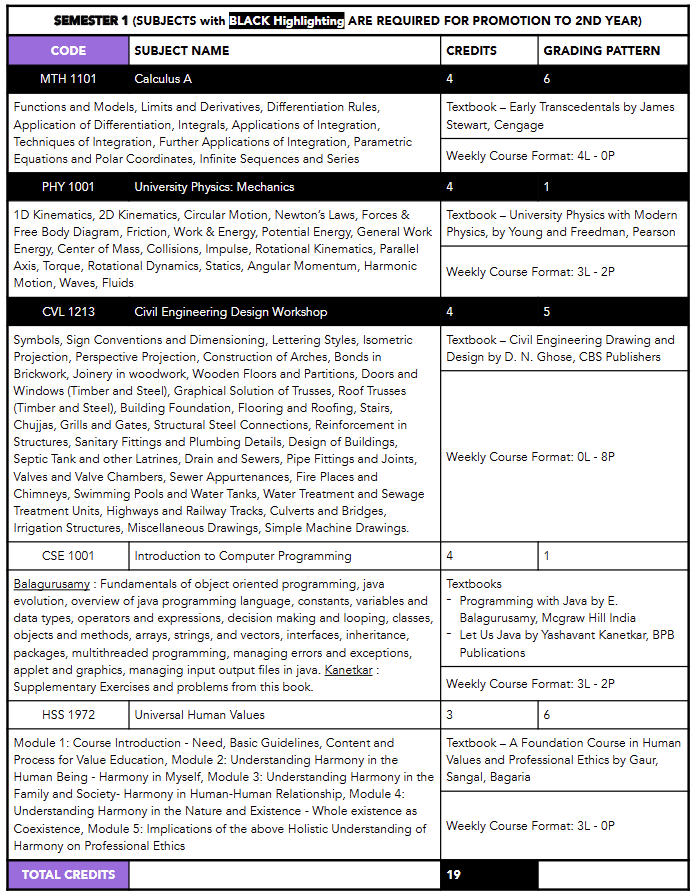 SEMESTER 1 (SUBJECTS with BLACK Highlighting ARE REQUIRED FOR PROMOTION TO 2ND YEAR)
CODE SUBJECT NAME CREDITS GRADING PATTERN
MTH 1101 Calculus A 4 6
Functions and Models, Limits and Derivatives, Differentiation Rules,
Application of Differentiation, Integrals, Applications of Integration,
Techniques of Integration, Further Applications of Integration, Parametric
Equations and Polar Coordinates, Infinite Sequences and Series
Textbook – Early Transcedentals by James
Stewart, Cengage
Weekly Course Format: 4L - 0P
PHY 1001 University Physics: Mechanics 4 1
1D Kinematics, 2D Kinematics, Circular Motion, Newton's Laws, Forces &
Free Body Diagram, Friction, Work & Energy, Potential Energy, General Work
Energy, Center of Mass, Collisions, Impulse, Rotational Kinematics, Parallel
Axis, Torque, Rotational Dynamics, Statics, Angular Momentum, Harmonic
Motion, Waves, Fluids
Textbook – University Physics with Modern
Physics, by Young and Freedman, Pearson
Weekly Course Format: 3L - 2P
CVL 1213 Civil Engineering Design Workshop 4 5
Symbols, Sign Conventions and Dimensioning, Lettering Styles, Isometric
Projection, Perspective Projection, Construction of Arches, Bonds in
Brickwork, Joinery in woodwork, Wooden Floors and Partitions, Doors and
Windows (Timber and Steel), Graphical Solution of Trusses, Roof Trusses
(Timber and Steel), Building Foundation, Flooring and Roofing, Stairs,
Chujjas, Grills and Gates, Structural Steel Connections, Reinforcement in
Structures, Sanitary Fittings and Plumbing Details, Design of Buildings,
Septic Tank and other Latrines, Drain and Sewers, Pipe Fittings and Joints,
Valves and Valve Chambers, Sewer Appurtenances, Fire Places and
Chimneys, Swimming Pools and Water Tanks, Water Treatment and Sewage
Treatment Units, Highways and Railway Tracks, Culverts and Bridges,
Irrigation Structures, Miscellaneous Drawings, Simple Machine Drawings.
Textbook – Civil Engineering Drawing and
Design by D. N. Ghose, CBS Publishers
Weekly Course Format: 0L - 8P
CSE 1001 Introduction to Computer Programming 4 1
Balagurusamy : Fundamentals of object oriented programming, java
evolution, overview of java programming language, constants, variables and
data types, operators and expressions, decision making and looping, classes,
objects and methods, arrays, strings, and vectors, interfaces, inheritance,
packages, multithreaded programming, managing errors and exceptions,
applet and graphics, managing input output files in java. Kanetkar :
Supplementary Exercises and problems from this book.
Textbooks
- Programming with Java by E.
Balagurusamy, Mcgraw Hill India
- Let Us Java by Yashavant Kanetkar, BPB
Publications
Weekly Course Format: 3L - 2P
HSS 1972 Universal Human Values 3 6
Module 1: Course Introduction - Need, Basic Guidelines, Content and
Process for Value Education, Module 2: Understanding Harmony in the
Human Being - Harmony in Myself, Module 3: Understanding Harmony in the
Family and Society- Harmony in Human-Human Relationship, Module 4:
Understanding Harmony in the Nature and Existence - Whole existence as
Coexistence, Module 5: Implications of the above Holistic Understanding of
Harmony on Professional Ethics
Textbook – A Foundation Course in Human
Values and Professional Ethics by Gaur,
Sangal, Bagaria
Weekly Course Format: 3L - 0P
TOTAL CREDITS 19